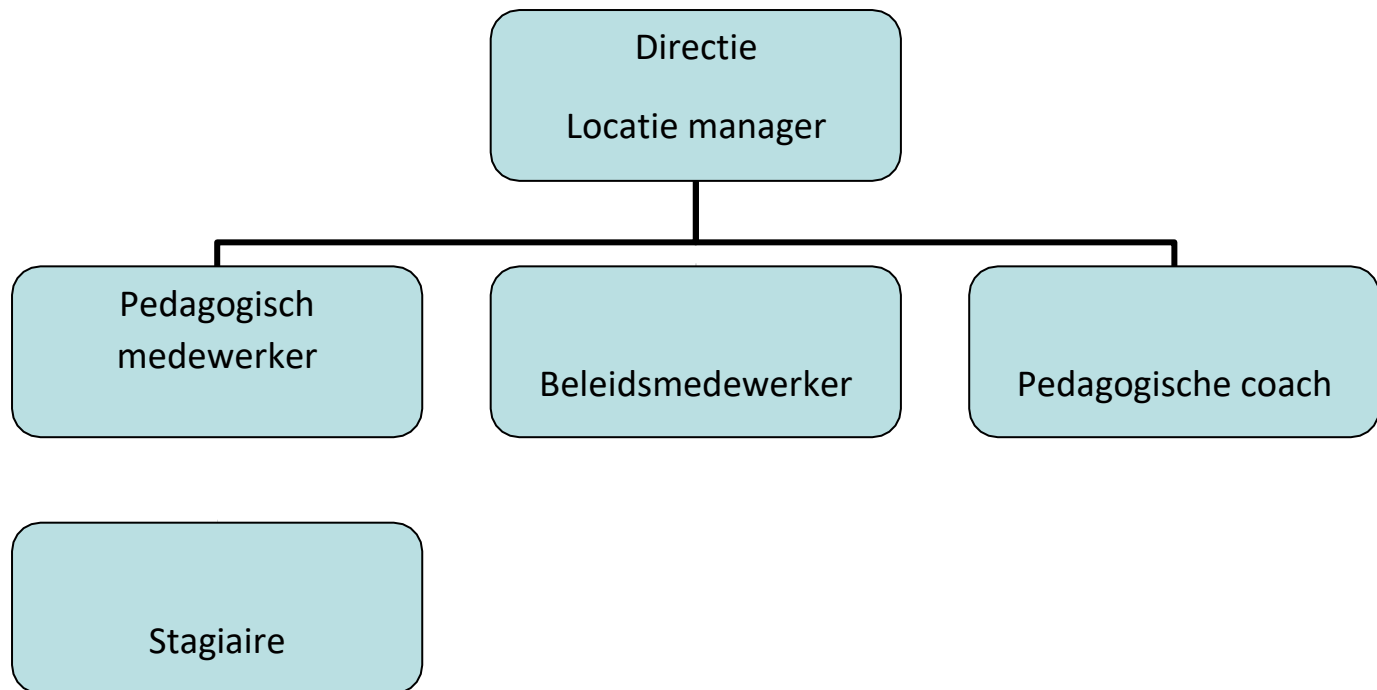 Directie
Locatie manager
Pedagogisch
medewerker
Beleidsmedewerker
Pedagogische coach
Stagiaire